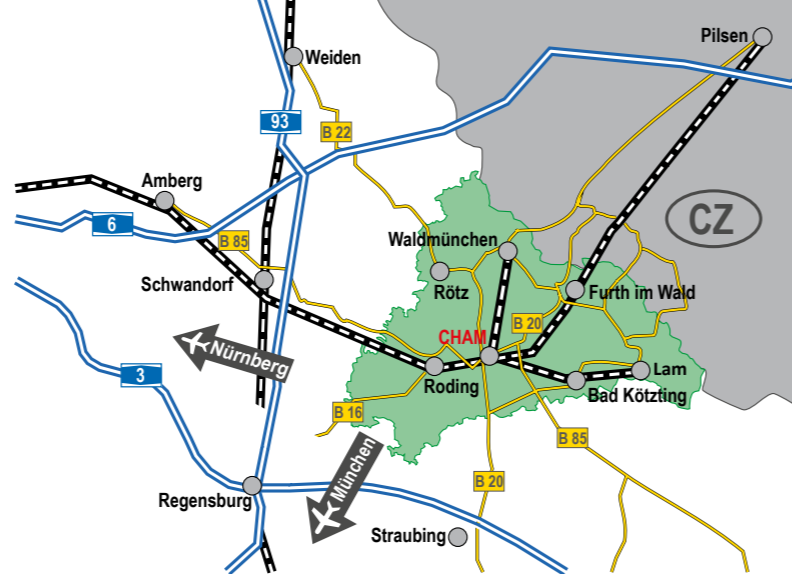 Pilsen
Weiden
93
B 22
Amberg
CZ
6
B 85
Waldmünchen
Schwandorf
Rötz
Furth im Wald
B 20
CHAM
Nürnberg
3
Lam
Roding
Bad Kötzting
B 16
B 85
München
B 20
Regensburg
Straubing